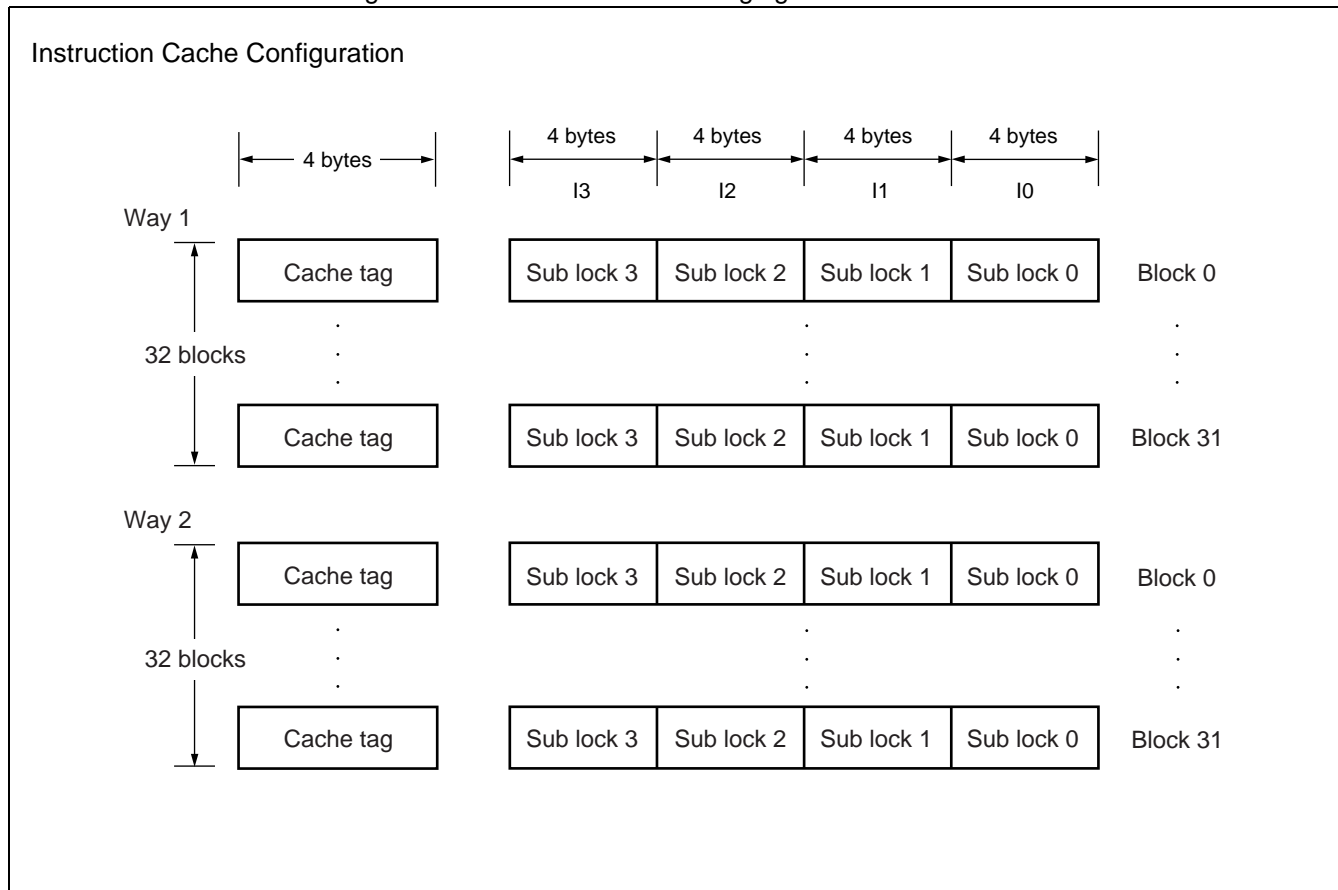 Instruction Cache Configuration
4 bytes 4 bytes 4 bytes 4 bytes 4 bytes
I3 I2 I1 I0
Way 1
Cache tag Sub lock 3 Sub lock 2 Sub lock 1 Sub lock 0 Block 0
32 blocks
Cache tag Sub lock 3 Sub lock 2 Sub lock 1 Sub lock 0 Block 31
Way 2
Cache tag Sub lock 3 Sub lock 2 Sub lock 1 Sub lock 0 Block 0
32 blocks
Cache tag Sub lock 3 Sub lock 2 Sub lock 1 Sub lock 0 Block 31